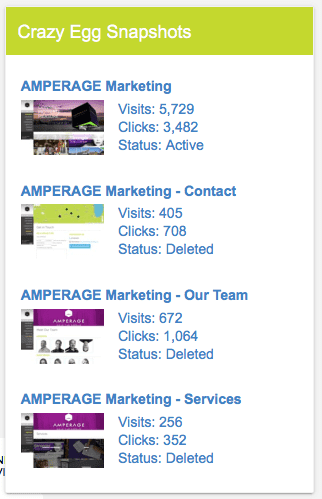 Crazy Egg Snapshots
AMPERAGE Marketing
Visits: 5,729
Clicks: 3,482
Status: Active
AMPERAGE Marketing - Contact
Visits: 405
Clicks: 708
Status: Deleted
AMPERAGE Marketing - Our Team
AMPERAGE
Visits: 672
Clicks: 1,064
Status: Deleted
AMPERAGE Marketing - Services
AMPERAGE
Visits: 256
Clicks: 352
Status: Deleted